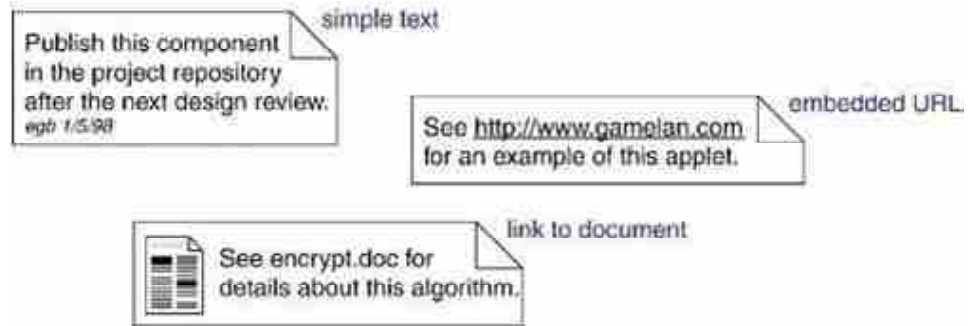 simple text
Publish this component
in the project repository
after the next design review.
egb 1/5/98
embedded URL
See http://www.gamelan.com
for an example of this applet.
link to document
See encrypt.doc for
details about this algorithm.